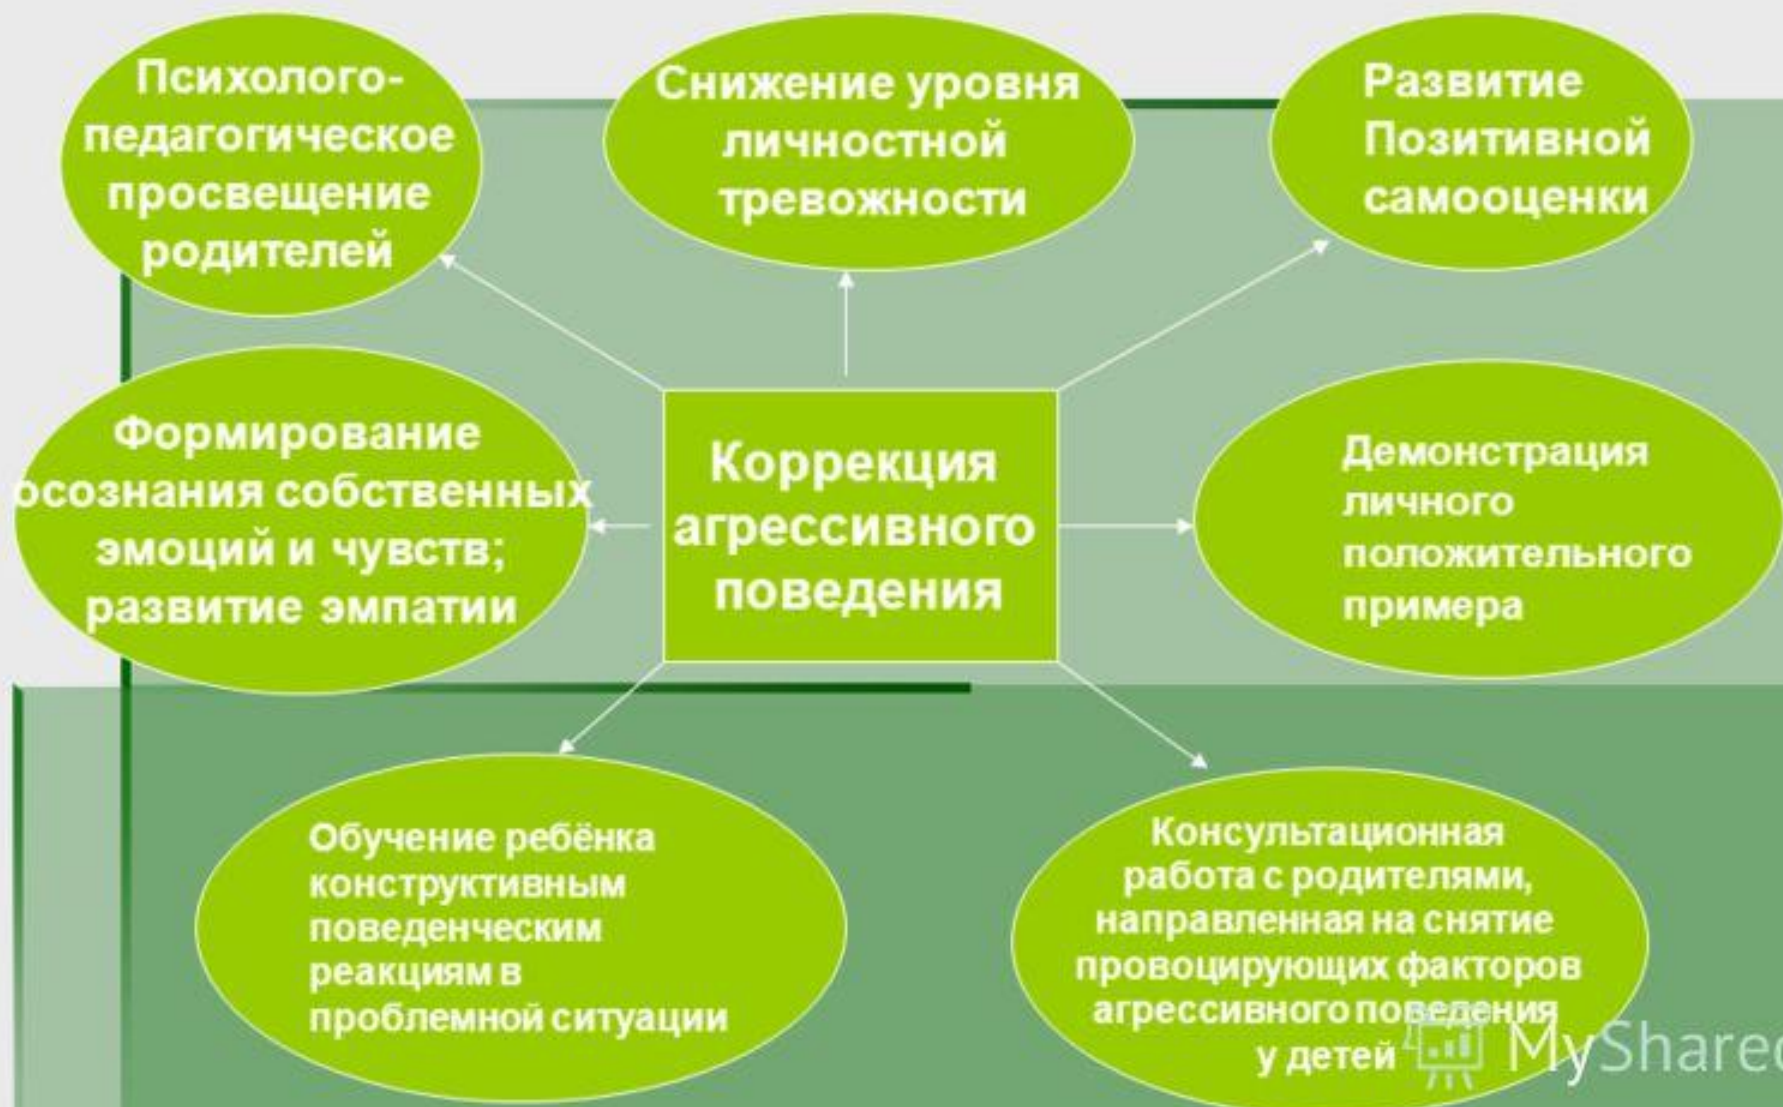 Психолого-
педагогическое
просвещение
родителей
Снижение уровня
личностной
тревожности
Развитие
Позитивной
самооценки
Формирование
осознания собственных
эмоций и чувств;
развитие эмпатии
Коррекция
агрессивного
поведения
Демонстрация
личного
положительного
примера
Обучение ребёнка
конструктивным
поведенческим
реакциям в
проблемной ситуации
Консультационная
работа с родителями,
направленная на снятие
провоцирующих факторов
агрессивного поведения
у детей
MyShared